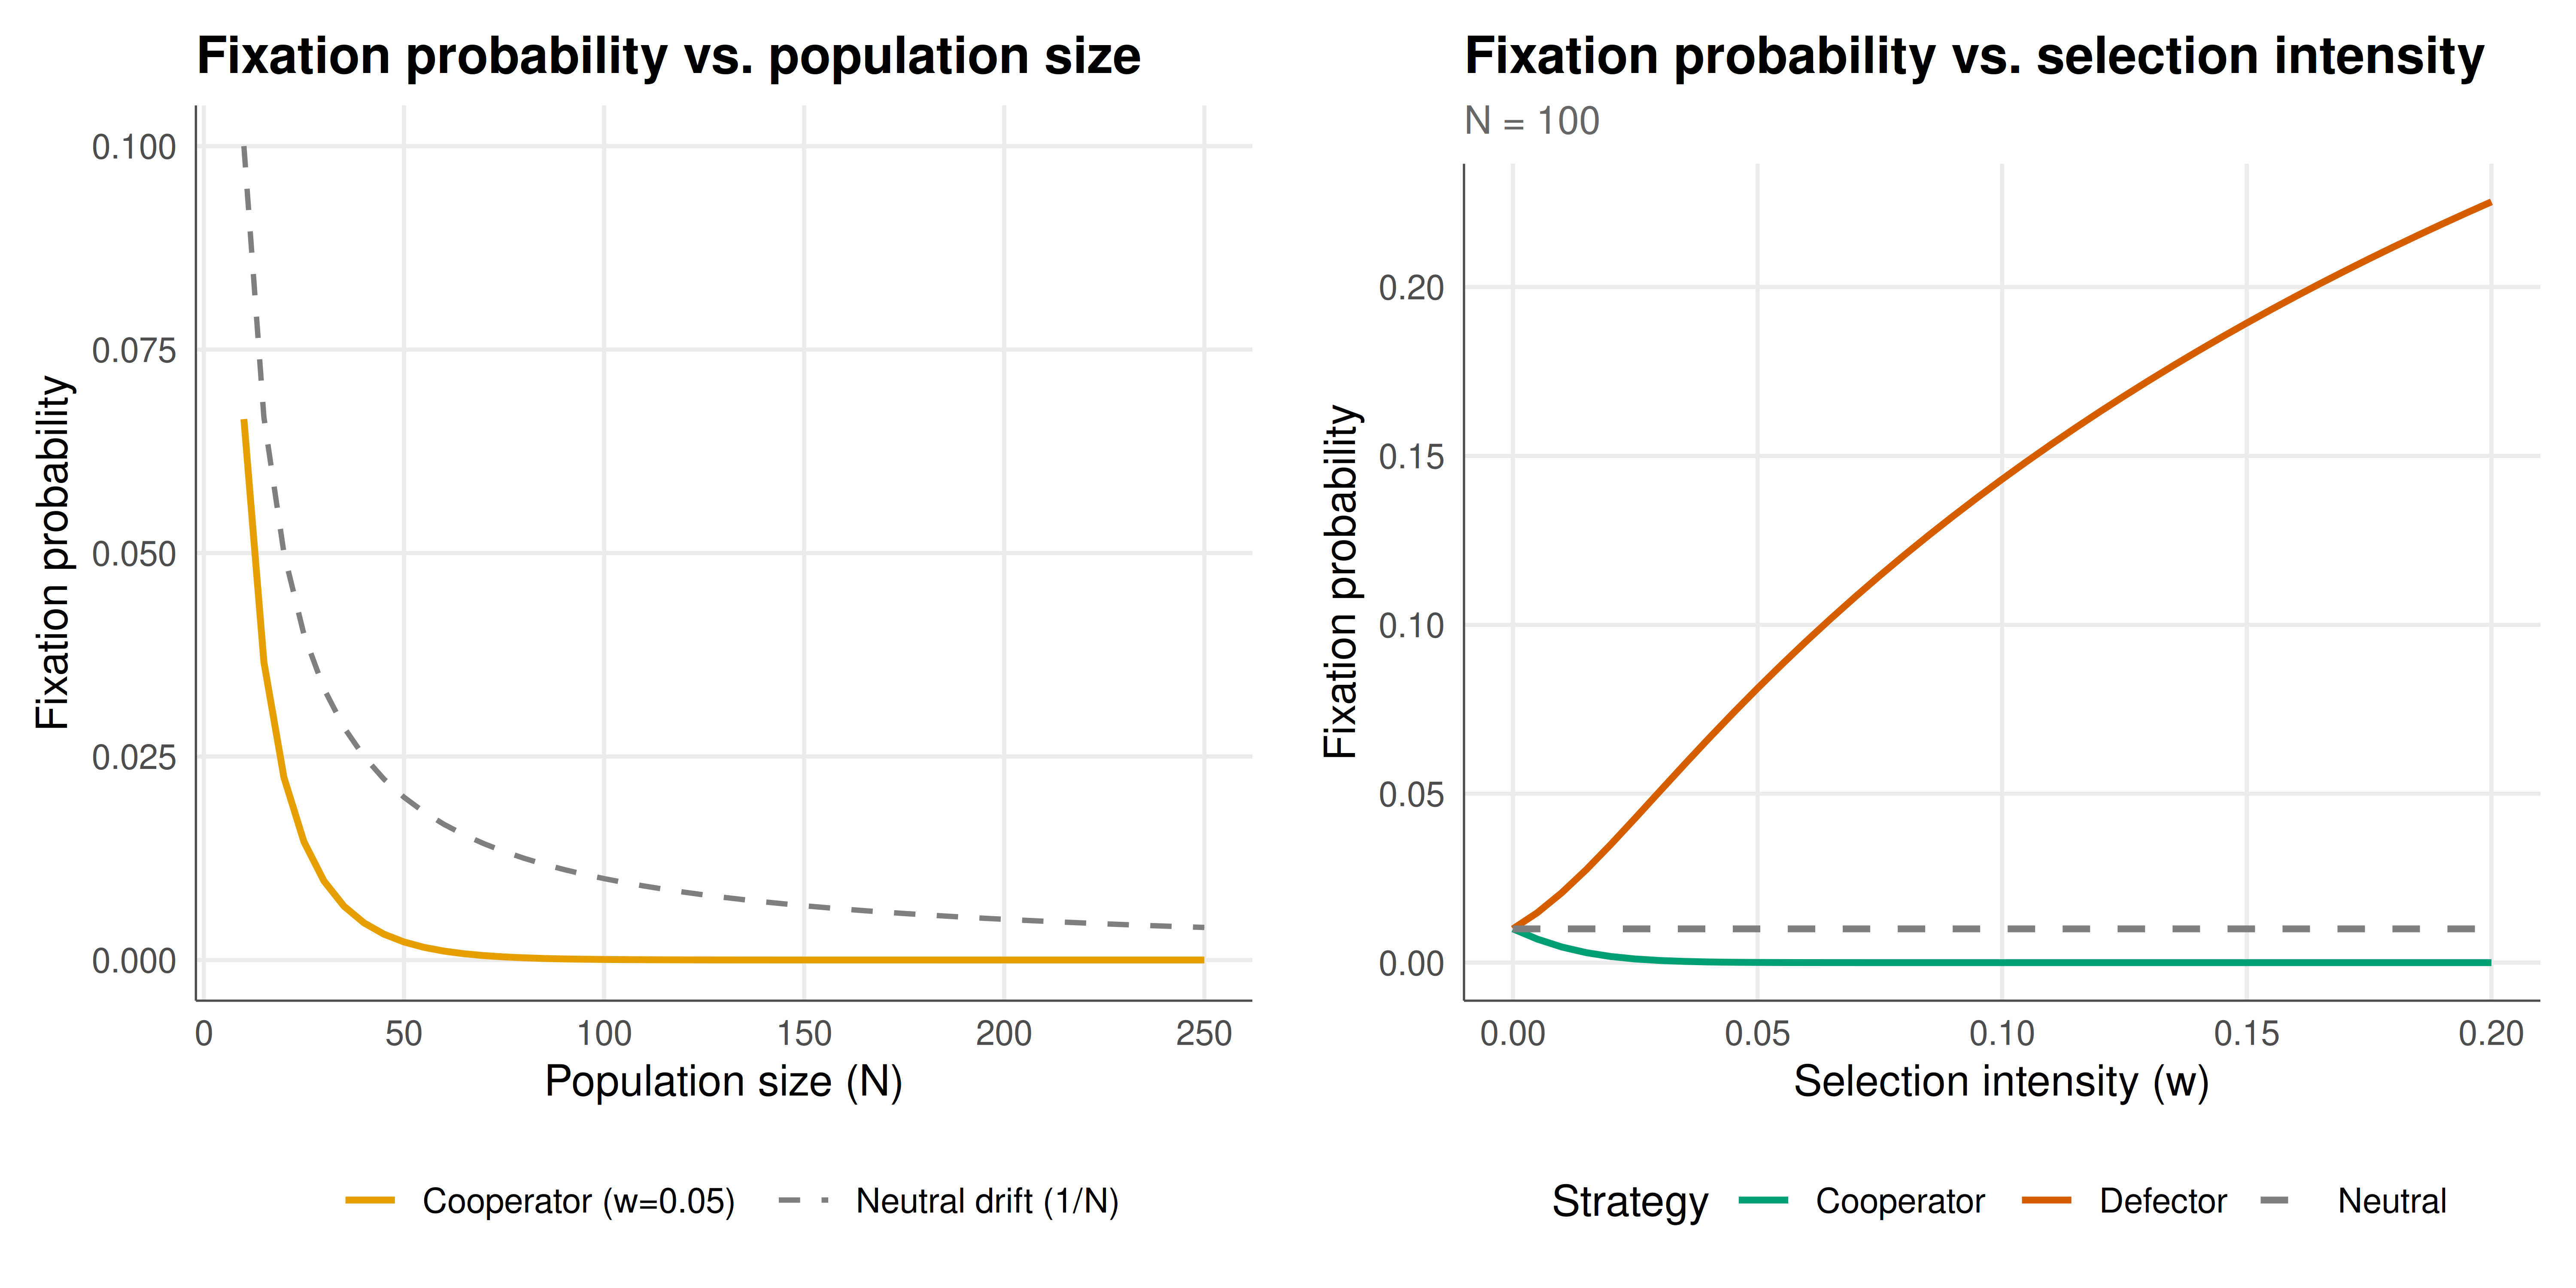 Fixation probability vs. population size
Fixation probability
0.100
0.075
0.050
0.025
0.000
0 50 100 150 200 250
Population size (N)
Cooperator (w=0.05) Neutral drift (1/N)
Fixation probability vs. selection intensity
N = 100
Fixation probability
0.20
0.15
0.10
0.05
0.00
0.00 0.05 0.10 0.15 0.20
Selection intensity (w)
Strategy Cooperator Defector Neutral